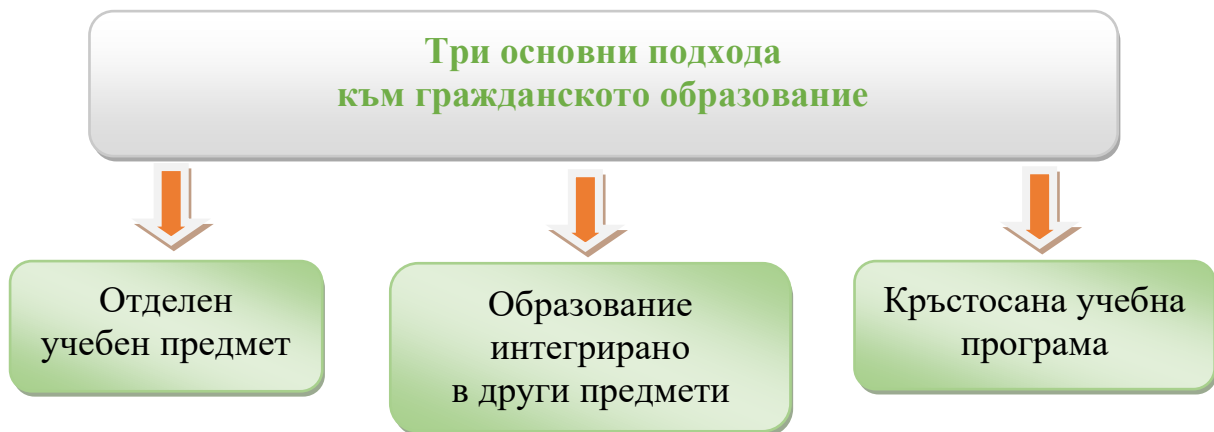 Три основни подхода
към гражданското образование
Отделен
учебен предмет
Образование
интегрирано
в други предмети
Кръстосана учебна
програма